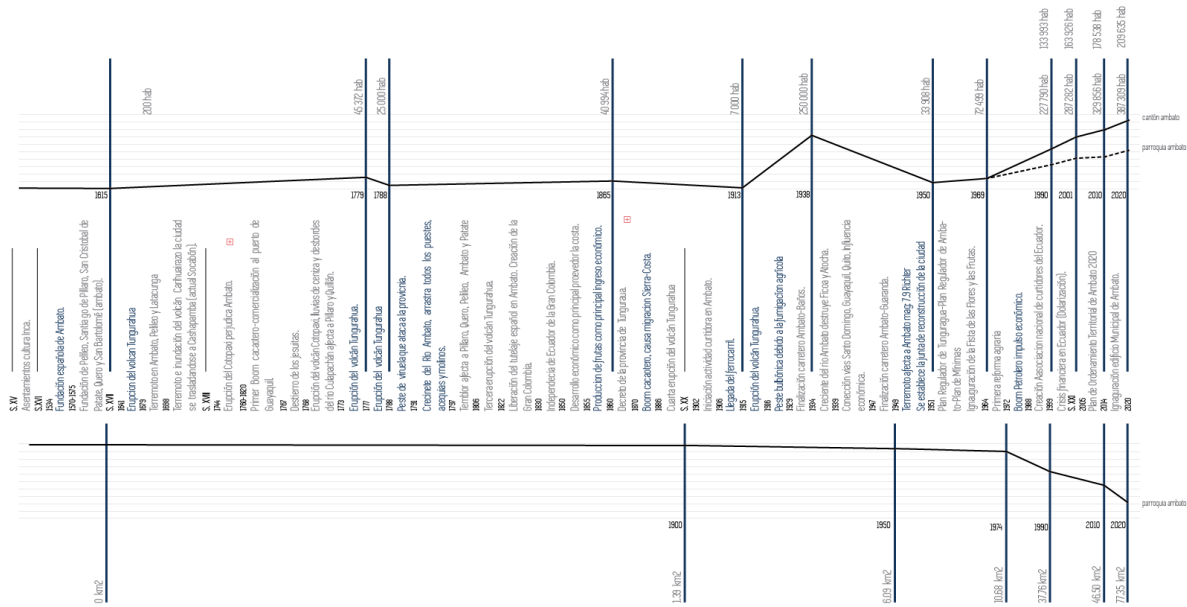 133 993 hab
163 926 hab
178 538 hab
209 635 hab
200 hab
45 372 hab
25 000 hab
40 994 hab
7 000 hab
250 000 hab
33 908 hab
72 499 hab
227 790 hab
287 282 hab
329 856 hab
387 309 hab
cantón ambato
parroquia ambato
1615
1779
1788
1865
1913
1938
1950
1990
2001
2010
2020
S. XV
Asentamientos cultura Inca.
S.XVI
1534
Fundación española de Ambato.
1570-1575
Fundación de Pelileo, Santiago de Píllaro, San Cristobal de
Patate, Quero y San Bartolomé (ambato).
S. XVII
1641
Erupcion del volcan Tungurahua
Terremoto en Ambato, Pelileo y Latacunga
1698
Terremoto e inundación del volcán Carihuairazo la ciudad
se trasladándose a Cashapamba( actual Socabón).
S. XVIII
1744
Erupción del Cotopaxi perjudica Ambato.
Primer Boom cacaotero-comercialización al puerto de
Guayaquil.
1767
Destierro de los jesuitas.
1768
Erupción del volcán Cotopaxi, lluvias de ceniza y desbordes
del río Culapachán afecta a Píllaro y Quillán.
1773
Erupción del volcán Tungurahua.
1777
Erupción del volcán Tungurahua
1788
Peste de viruela que ataca a la provicnia.
1791
Creciente del Río Ambato, arrastra todos los puestes,
acequias y molinos.
1797
Temblor afecta a Píllaro, Quero, Pelileo, Ambato y Patate
Tercera erupción del volcán Tungurahua.
1822
Liberación del tutelaje español en Ambato. Creación de la
Gran Colombia.
1830
Independecia de Ecuador de la Gran Colombia.
1850
Desarrollo económico como principal proevedor la costa.
Producción de frutas como principal ingreso económico.
1860
Decreto de la provincia de Tunguraua.
1870
Boom cacaotero, causa migracion Sierra-Costa.
1886
Cuarta erupción del volcán Tungurahua
S. XX
1902
Iniciación actividad curtidora en Ambato.
1906
Llegada del ferrocarril.
Erupción del volcán Tungurahua.
1916
Peste bulbónica debido a la fumigación agrícola
1929
Finalización carretero Ambato-Baños.
1934
Creciente del río Ambato destruye Ficoa y Atocha.
1939
Conección vías Santo Domingo, Guayaquil, Quito, influencia
económica.
1947
Finalización carretero Ambato-Guaranda.
1949
Terremoto afecta a Ambato mag: 7,9 Richter
Se establece la junta de reconstrucción de la ciudad
1951
Plan Regulador de Tunguragua-Plan Regulador de Amba-
to-Plan de Mínimas
Ignauguración de la Fista de las Flores y las Frutas.
1964
Primera reforma agraria
1972
Boom Petrolero impulso económico.
1988
Creación Asociación nacional de curtidores del Ecuador.
1999
Crisis financiera en Ecuador (Dolarización).
S. XXI
2005
Plan de Ordenamiento Territorial de Ambato 2020
2014
Ignauguración edificio Municipal de Ambato.
2020
parroquia ambato
1900
1950
1974
1990
2010
2020
0 km2
1.39 km2
6.09 km2
10.68 km2
37.76 km2
46.50 km2
77.35 km2